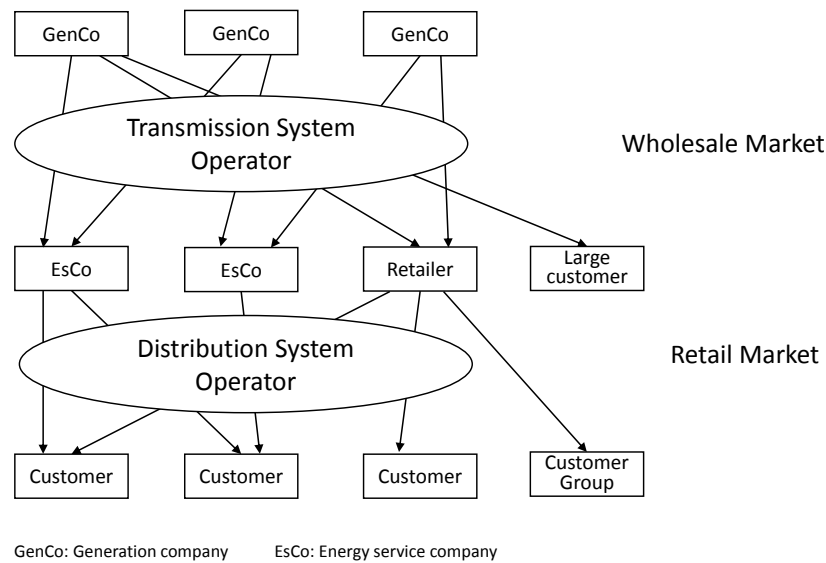 GenCo
GenCo
GenCo
Transmission System
Operator
Wholesale Market
EsCo
EsCo
Retailer
Large
customer
Distribution System
Operator
Retail Market
Customer
Customer
Customer
Customer
Group
GenCo: Generation company
EsCo: Energy service company